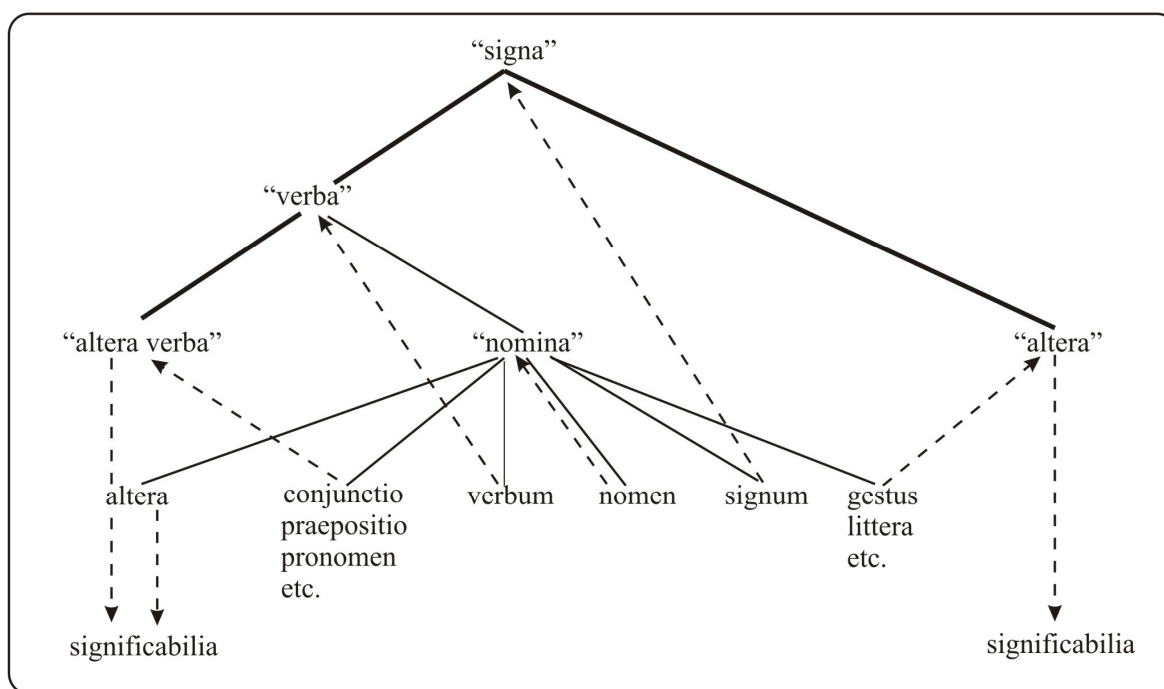 “signa”
“verba”
“altera verba”
“nomina”
“altera”
altera
conjunctio
praepositio
pronomen
etc.
verbum
nomen
signum
gestus
littera
etc.
significabilia
significabilia